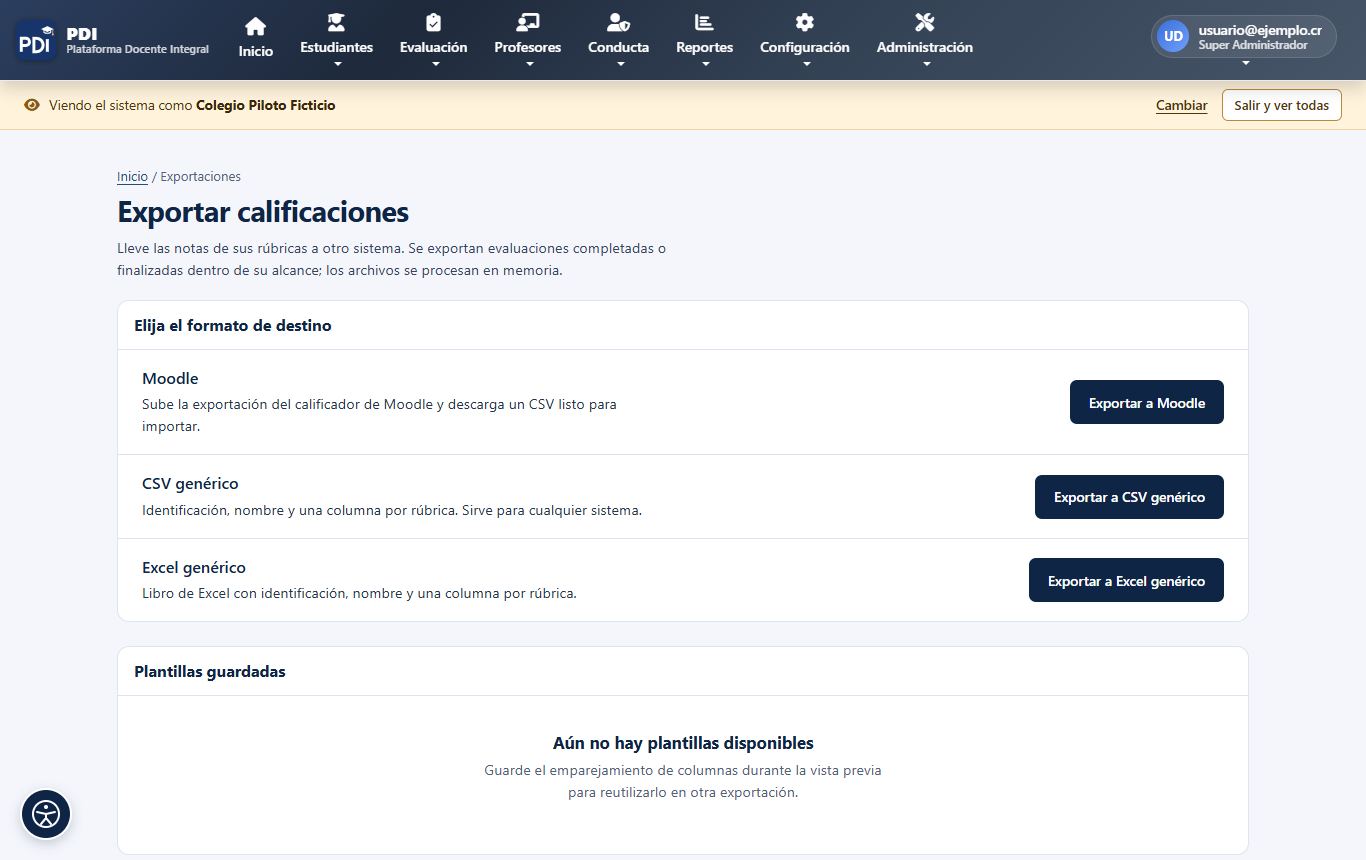 PDI
PDI
Plataforma Docente Integral
Inicio
Estudiantes
Evaluación
Profesores
Conducta
Reportes
Configuración
Administración
UD
usuario@ejemplo.cr
Super Administrador
Viendo el sistema como Colegio Piloto Ficticio
Cambiar
Salir y ver todas
Inicio / Exportaciones
Exportar calificaciones
Lleve las notas de sus rúbricas a otro sistema. Se exportan evaluaciones completadas o
finalizadas dentro de su alcance; los archivos se procesan en memoria.
Elija el formato de destino
Moodle
Sube la exportación del calificador de Moodle y descarga un CSV listo para
importar.
Exportar a Moodle
CSV genérico
Identificación, nombre y una columna por rúbrica. Sirve para cualquier sistema.
Exportar a CSV genérico
Excel genérico
Libro de Excel con identificación, nombre y una columna por rúbrica.
Exportar a Excel genérico
Plantillas guardadas
Aún no hay plantillas disponibles
Guarde el emparejamiento de columnas durante la vista previa
para reutilizarlo en otra exportación.